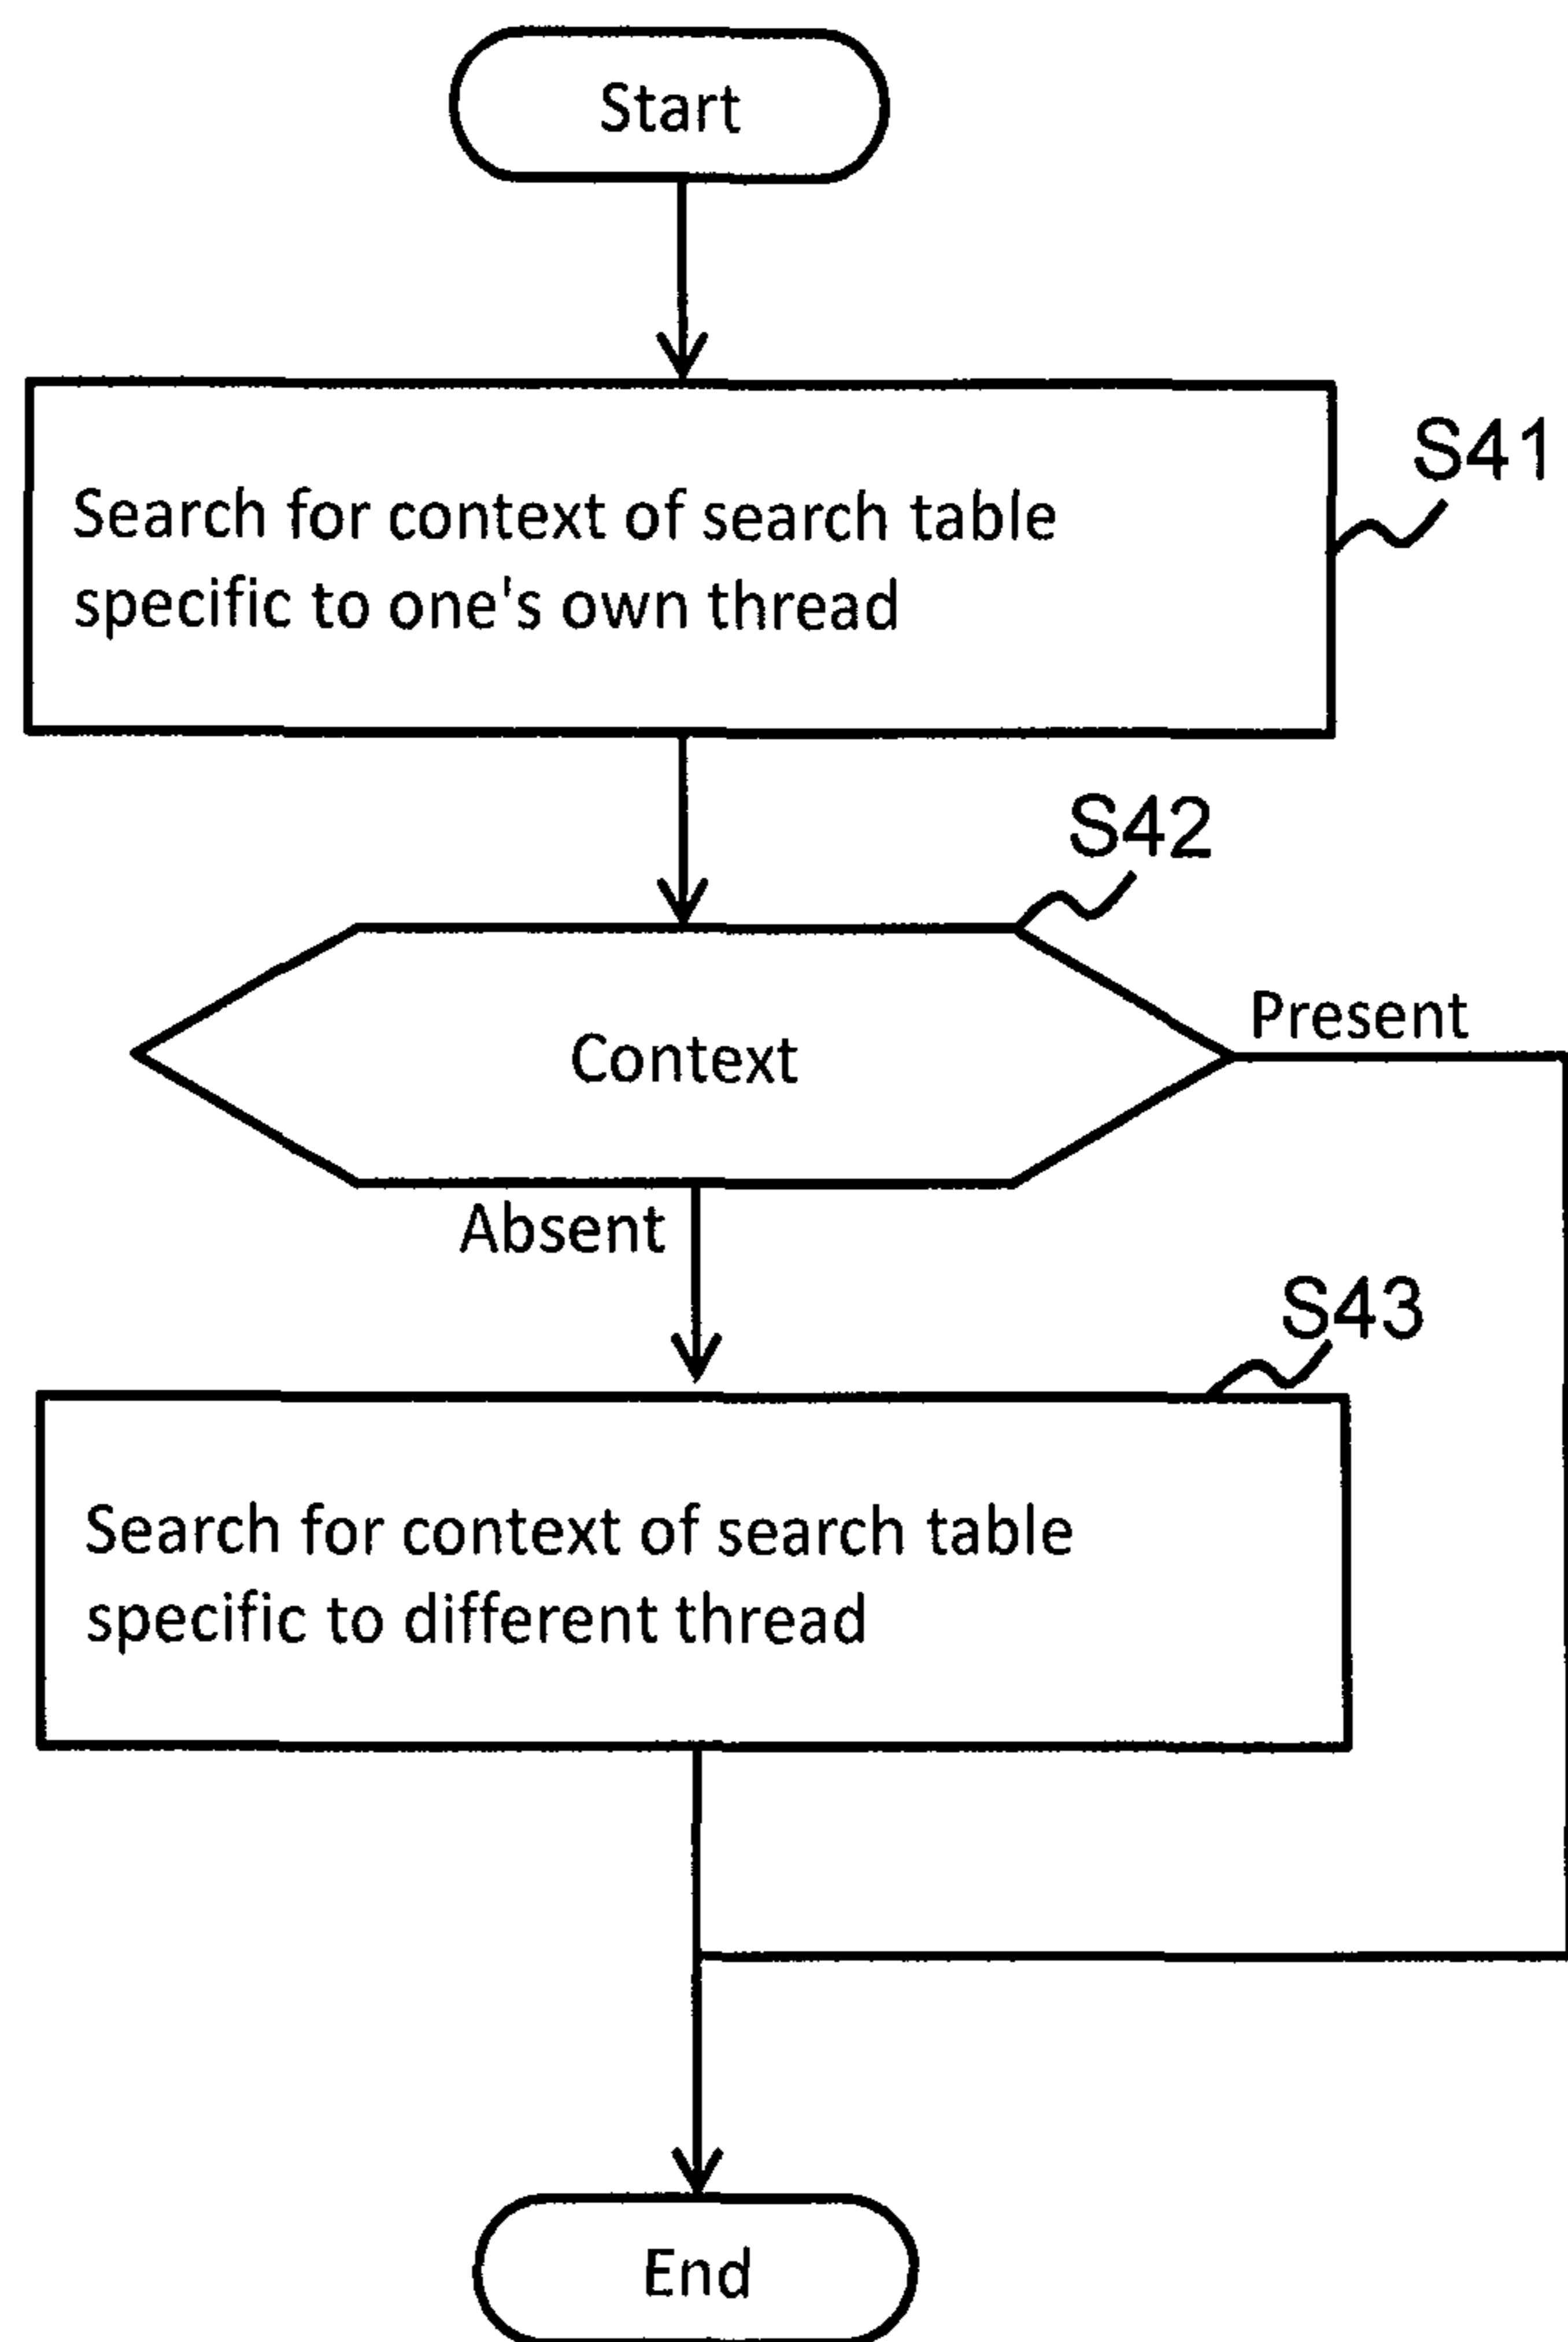 Start
Search for context of search table
specific to one's own thread
S41
S42
Context
Present
Absent
S43
Search for context of search table
specific to different thread
End